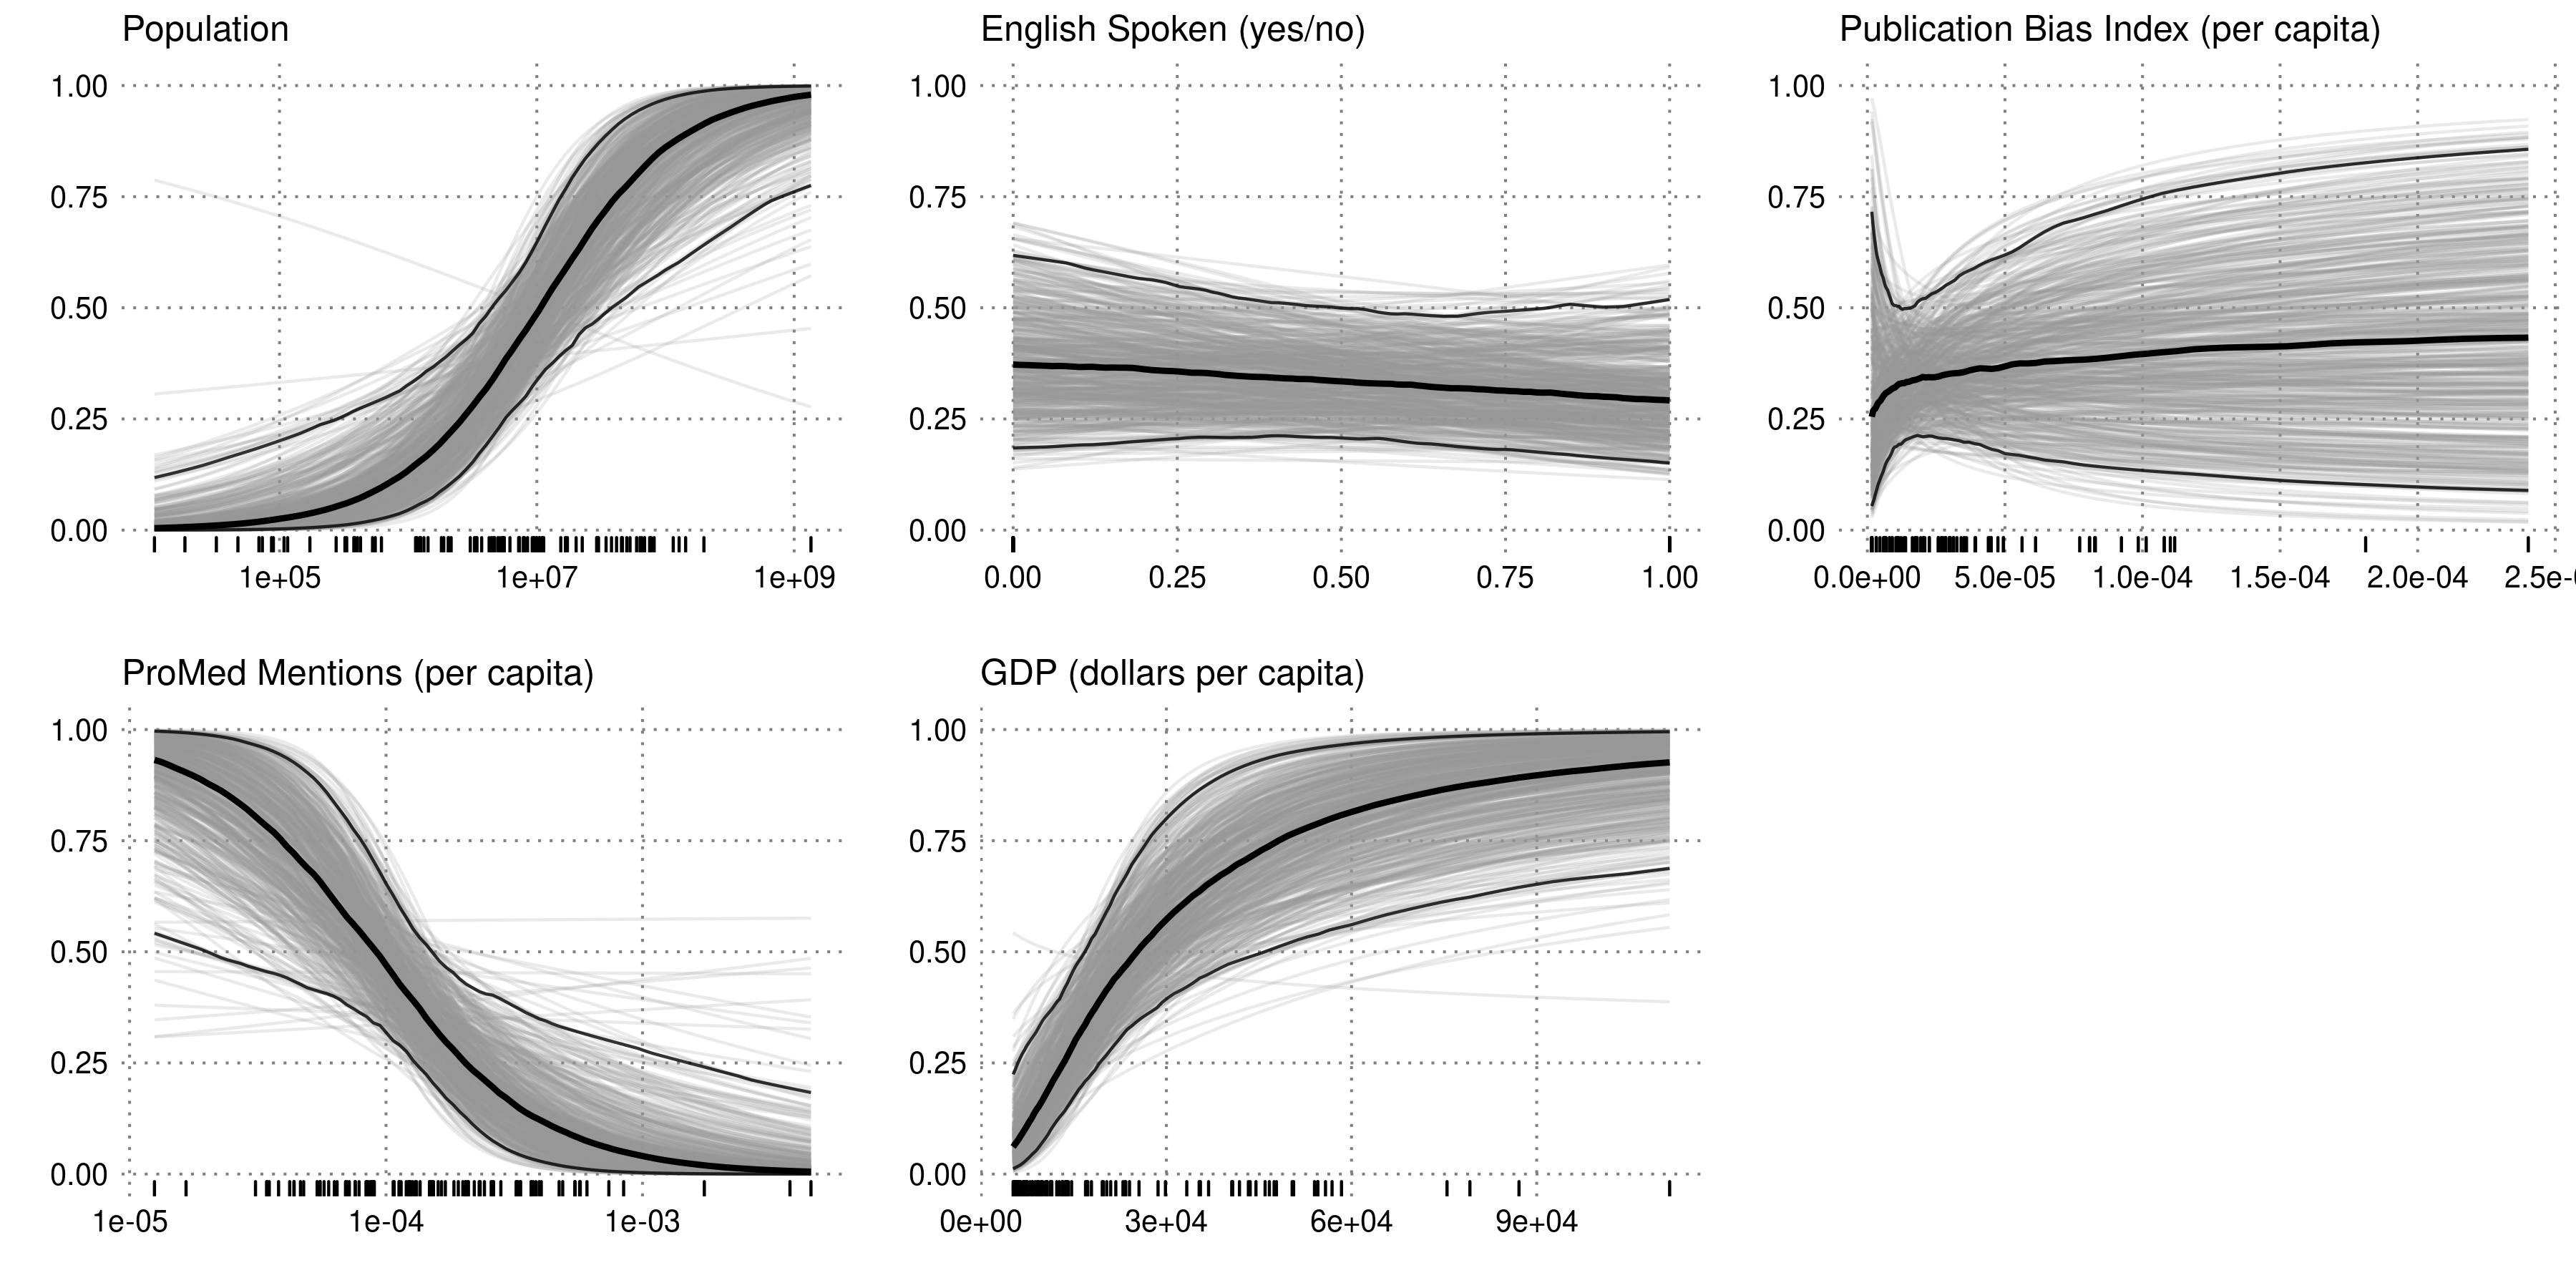 Population
1.00
0.75
0.50
0.25
0.00
1e+05 1e+07 1e+09
English Spoken (yes/no)
1.00
0.75
0.50
0.25
0.00
0.00 0.25 0.50 0.75 1.00
Publication Bias Index (per capita)
1.00
0.75
0.50
0.25
0.00
0.0e+00 5.0e-05 1.0e-04 1.5e-04 2.0e-04
ProMed Mentions (per capita)
1.00
0.75
0.50
0.25
0.00
1e-05 1e-04 1e-03
GDP (dollars per capita)
1.00
0.75
0.50
0.25
0.00
0e+00 3e+04 6e+04 9e+04